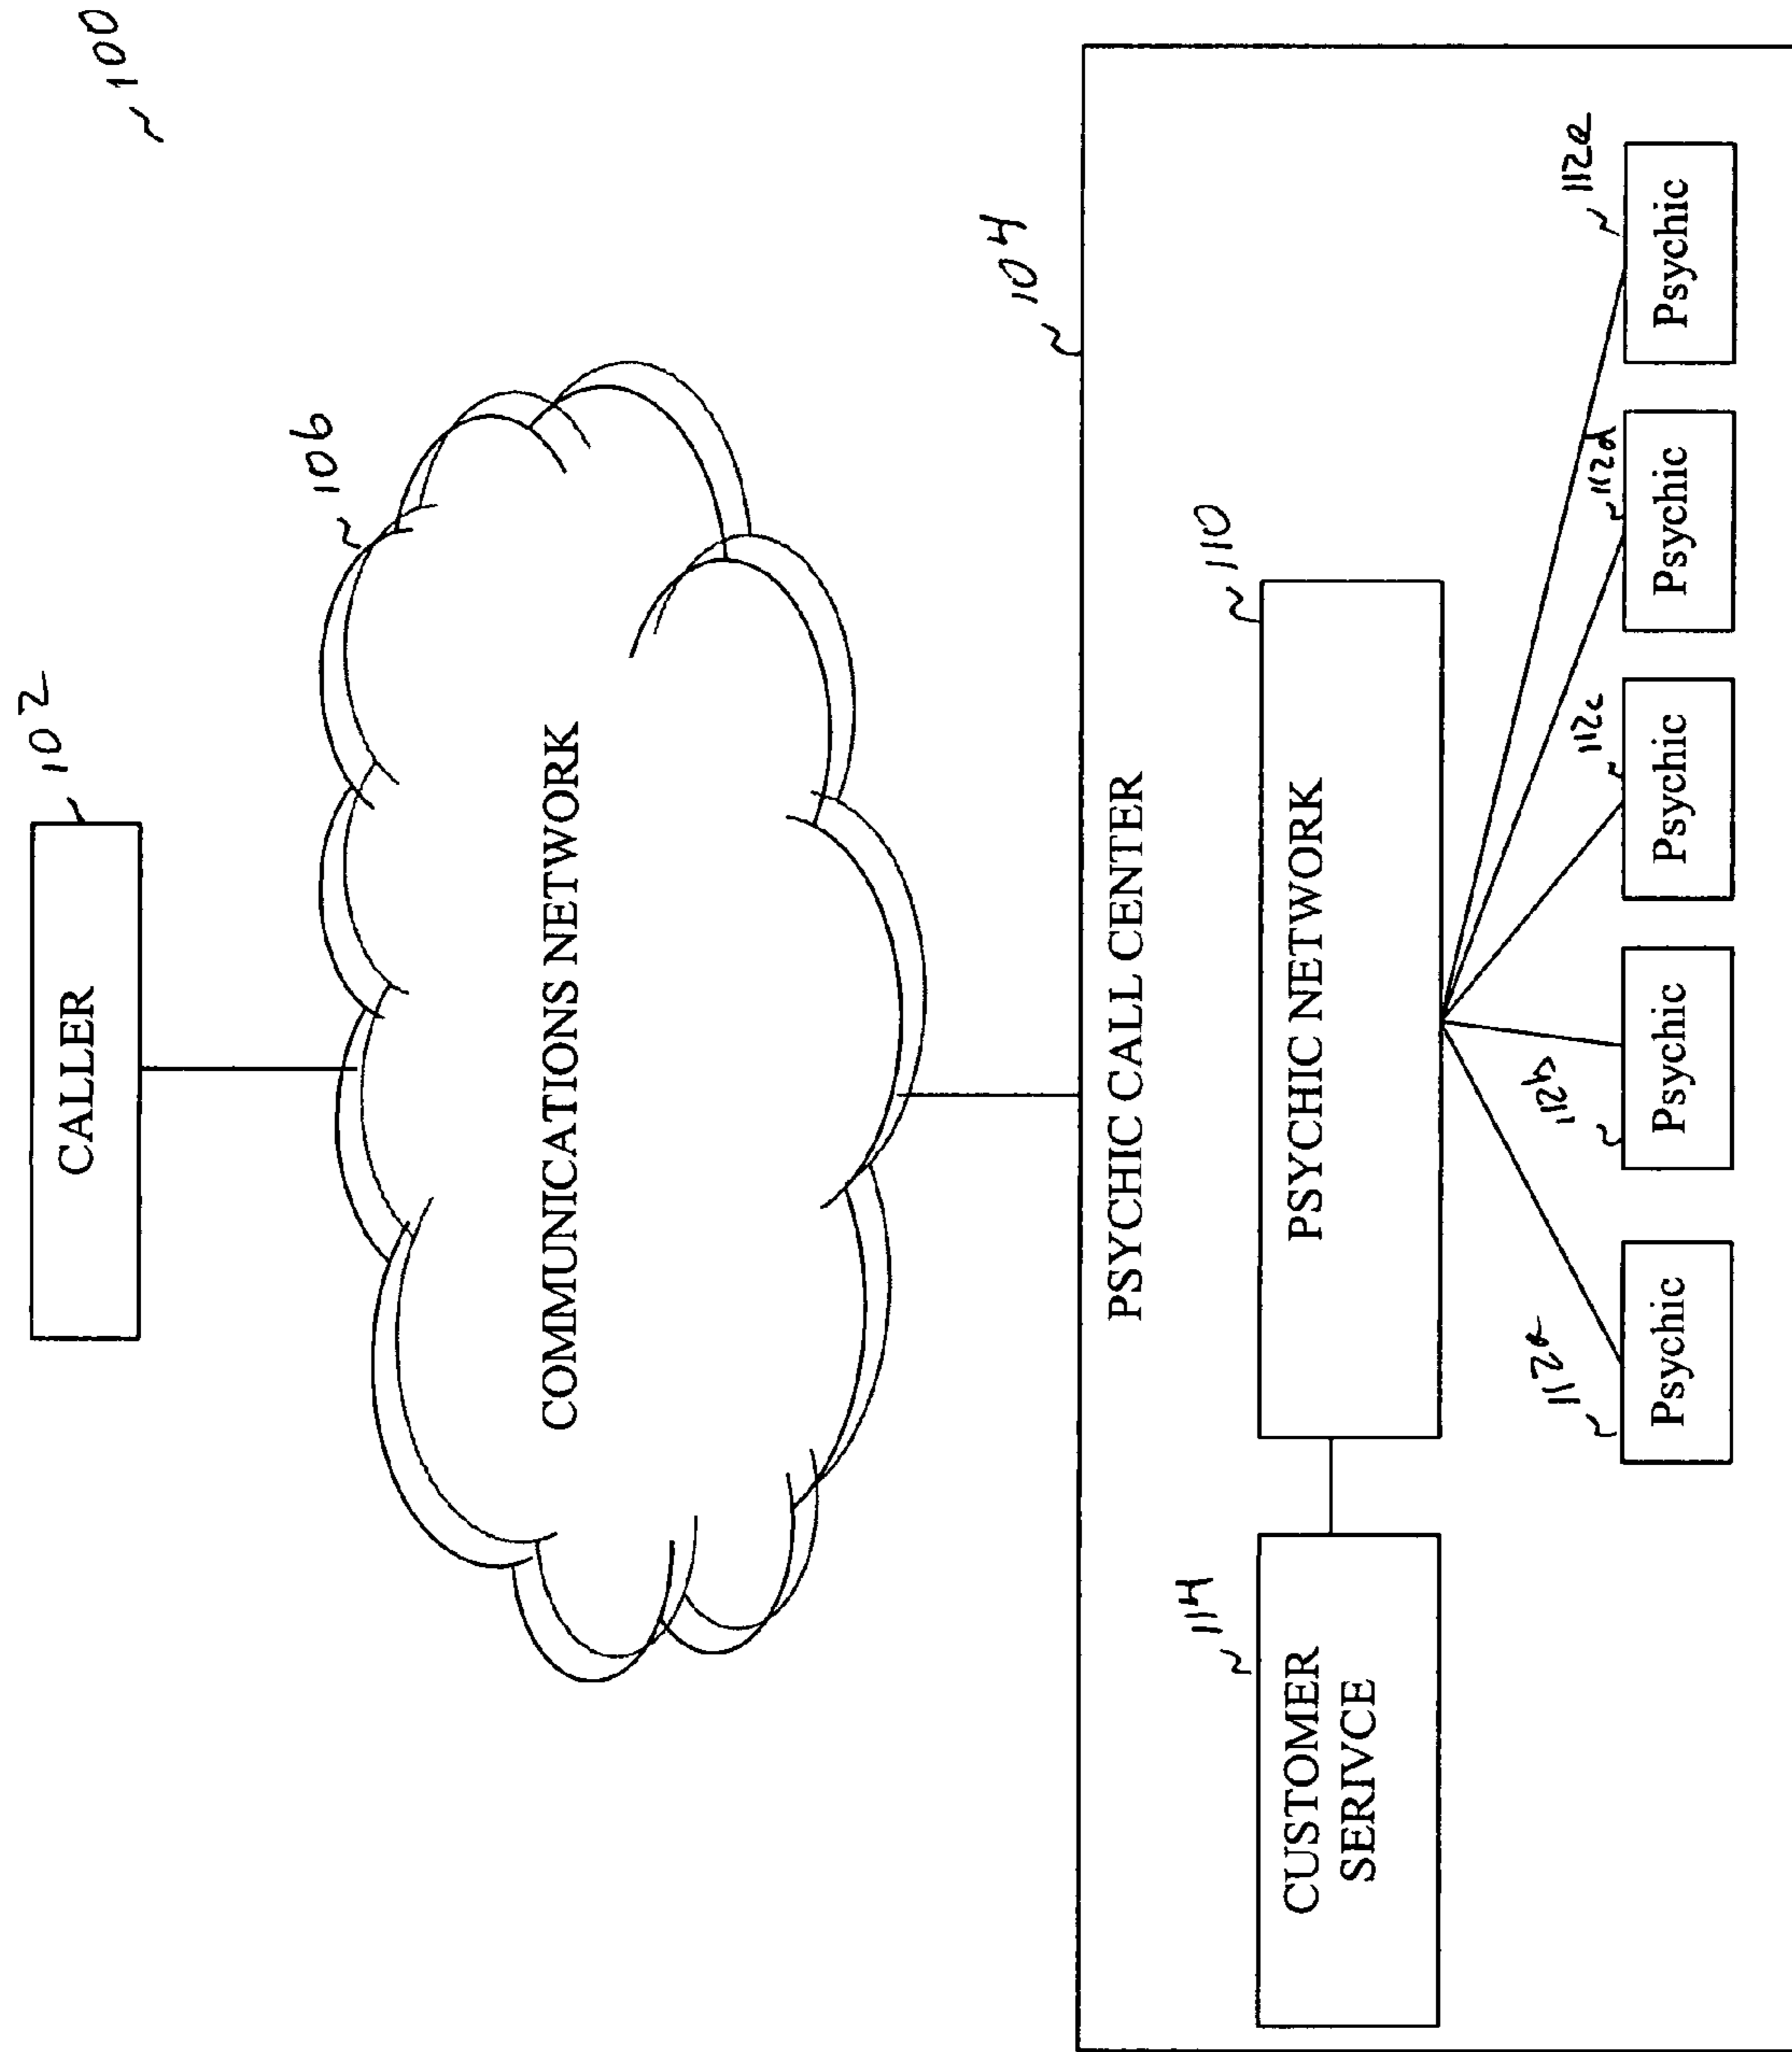 100
102
CALLER
106
COMMUNICATIONS NETWORK
104
PSYCHIC CALL CENTER
114
110
CUSTOMER
SERIVCE
PSYCHIC NETWORK
112a
112b
112c
112d
112e
Psychic
Psychic
Psychic
Psychic
Psychic